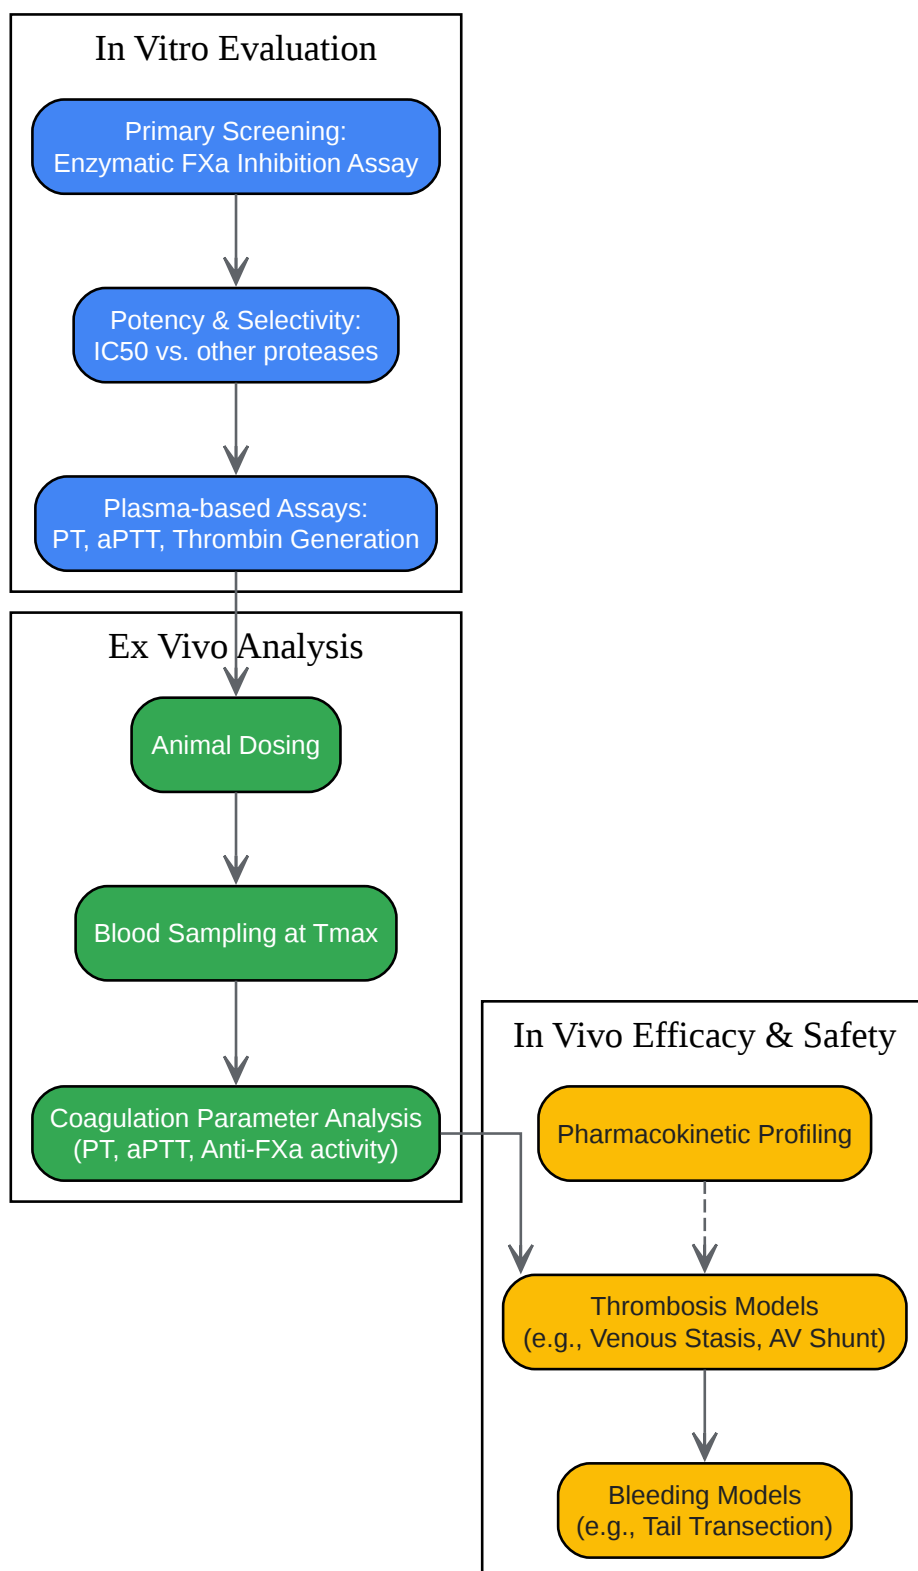 In Vitro Evaluation
Primary Screening:
Enzymatic FXa Inhibition Assay
Potency & Selectivity:
IC50 vs. other proteases
Plasma-based Assays:
PT, aPTT, Thrombin Generation
Ex Vivo Analysis
Animal Dosing
Blood Sampling at Tmax
Coagulation Parameter Analysis
(PT, aPTT, Anti-FXa activity)
In Vivo Efficacy & Safety
Pharmacokinetic Profiling
Thrombosis Models
(e.g., Venous Stasis, AV Shunt)
Bleeding Models
(e.g., Tail Transection)